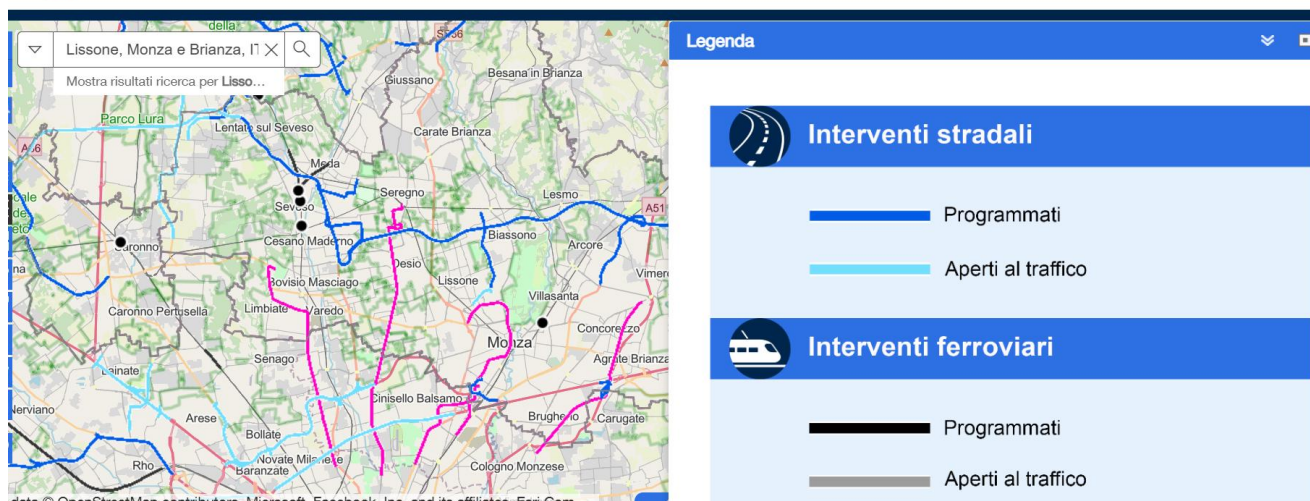 della
SS36
Lissone, Monza e Brianza, IT
Legenda
Mostra risultati ricerca per Lisso...
Giussano
Besana in Brianza
Parco Lura
Lentate sul Seveso
Carate Brianza
Interventi stradali
Meda
Seregno
Lesmo
Seveso
A51
Programmati
Cesano Maderno
Biassono
Arcore
Desio
Aperti al traffico
Bovisio Masciago
Lissone
Vimer
Villasanta
Caronno Pertusella
Limbiate
Varedo
Concorezzo
Monza
Interventi ferroviari
Senago
Agrate Brianza
Lainate
Cinisello Balsamo
Nerviano
Arese
Brugherio
Carugate
Programmati
Bollate
Novate Milanese
Rho
Baranzate
Cologno Monzese
Aperti al traffico
data © OpenStreetMap contributors, Microsoft, Facebook, Inc. and its affiliates, Esri Com